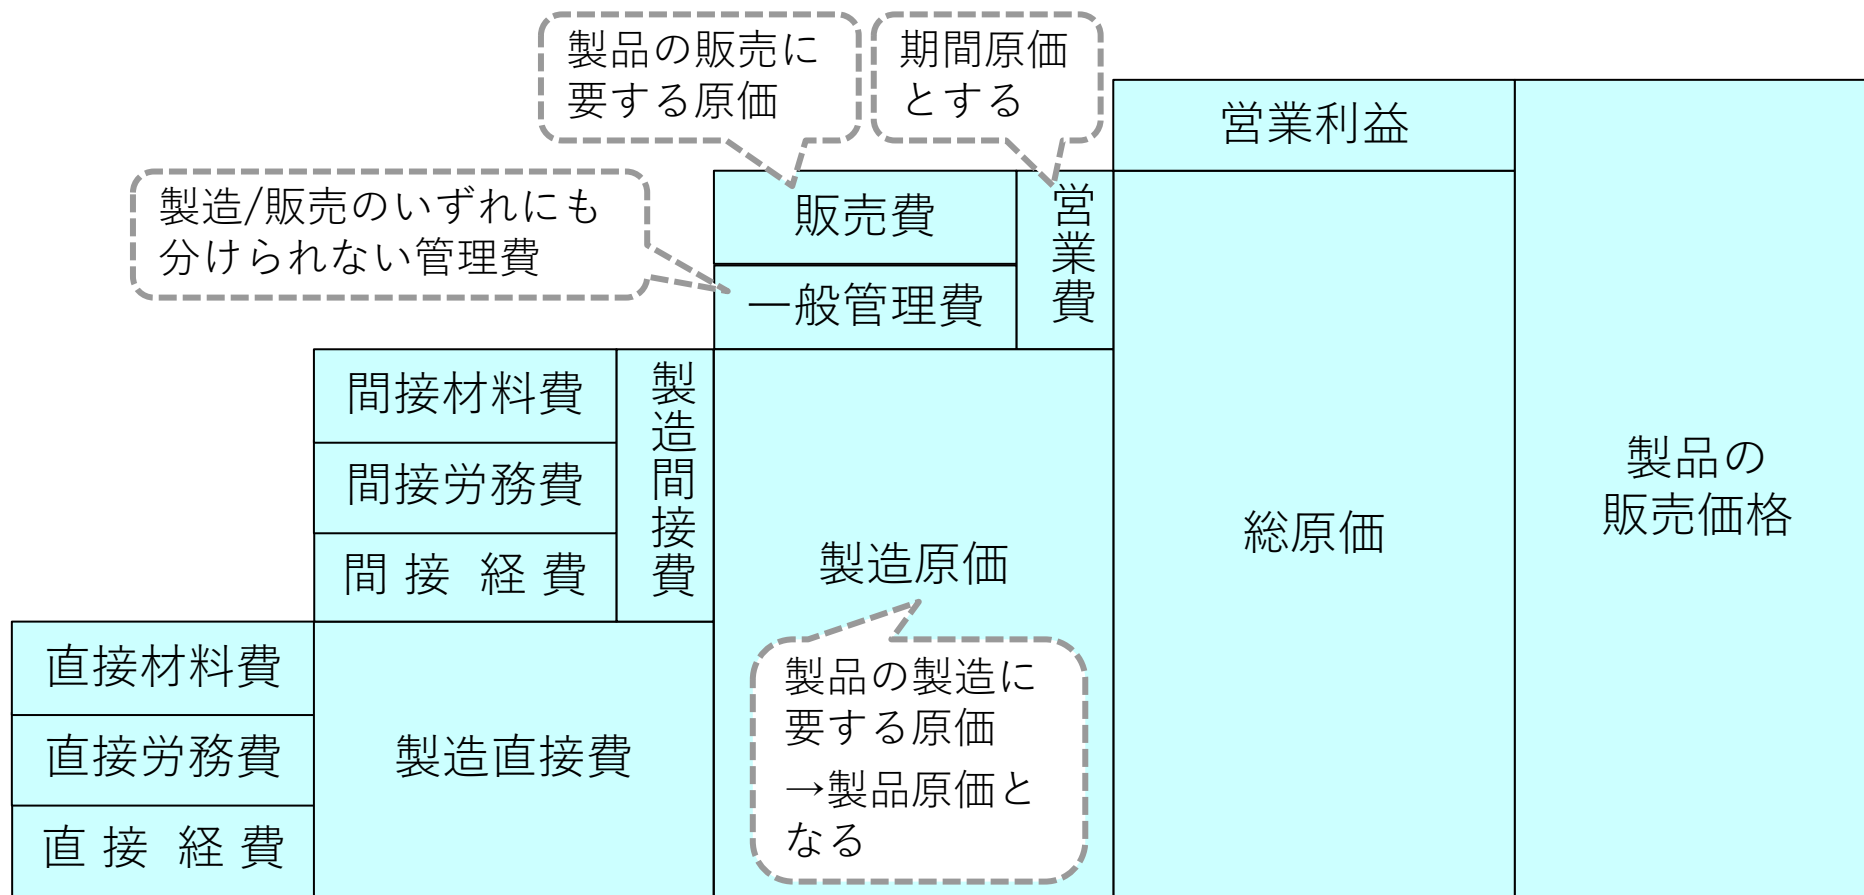 製品の販売に
要する原価
期間原価
とする
営業利益
製造/販売のいずれにも
分けられない管理費
販売費
営業費
一般管理費
間接材料費
製造間接費
間接労務費
間接経費
製造原価
総原価
製品の
販売価格
直接材料費
直接労務費
直接経費
製造直接費
製品の製造に
要する原価
→製品原価と
なる